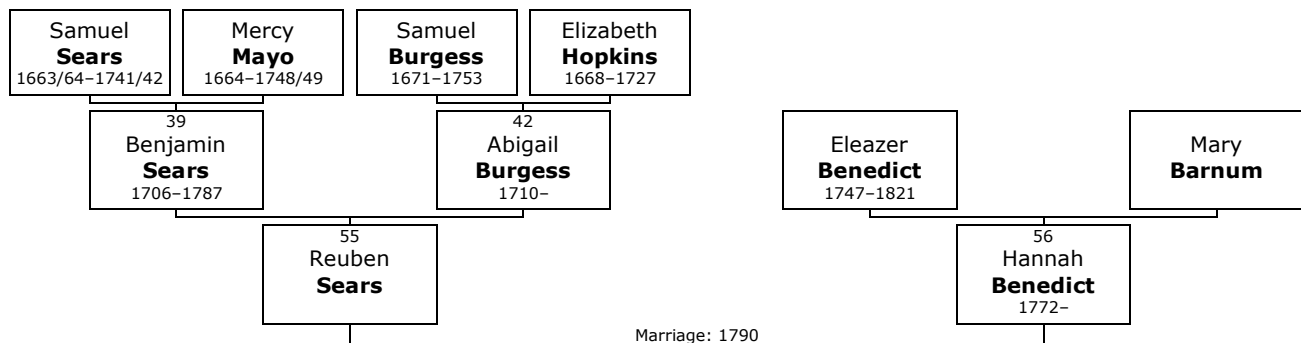 Samuel
Sears
1663/64–1741/42
Mercy
Mayo
1664–1748/49
Samuel
Burgess
1671–1753
Elizabeth
Hopkins
1668–1727
39
Benjamin
Sears
1706–1787
42
Abigail
Burgess
1710–
Eleazer
Benedict
1747–1821
Mary
Barnum
55
Reuben
Sears
56
Hannah
Benedict
1772–
Marriage: 1790